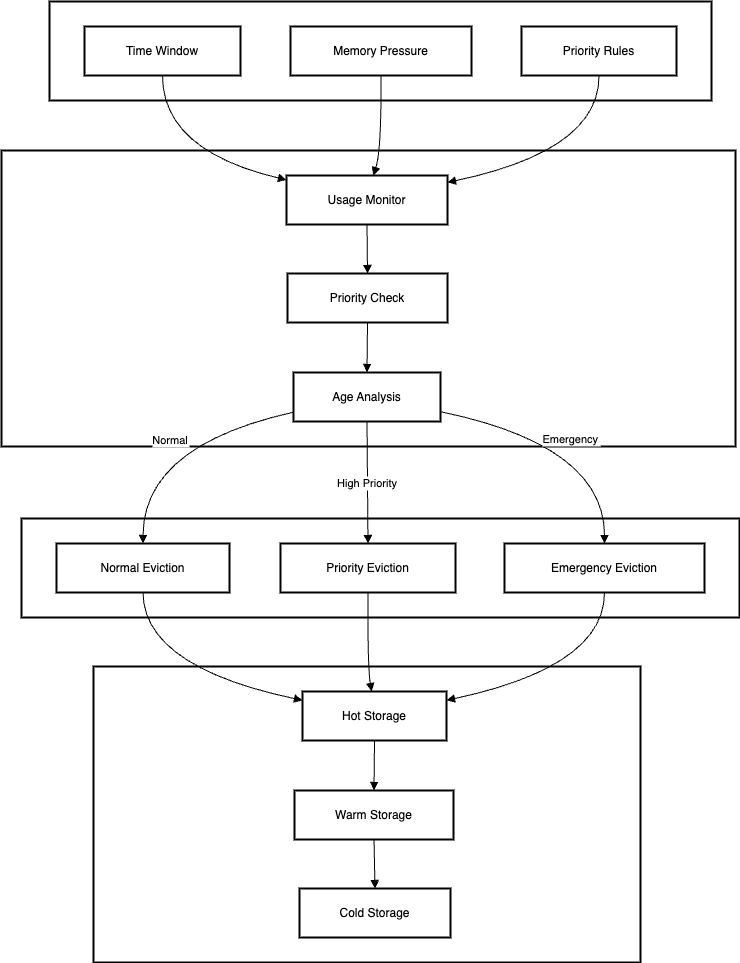 Time Window
Memory Pressure
Priority Rules
Usage Monitor
Priority Check
Age Analysis
Normal
Emergency
High Priority
Normal Eviction
Priority Eviction
Emergency Eviction
Hot Storage
Warm Storage
Cold Storage